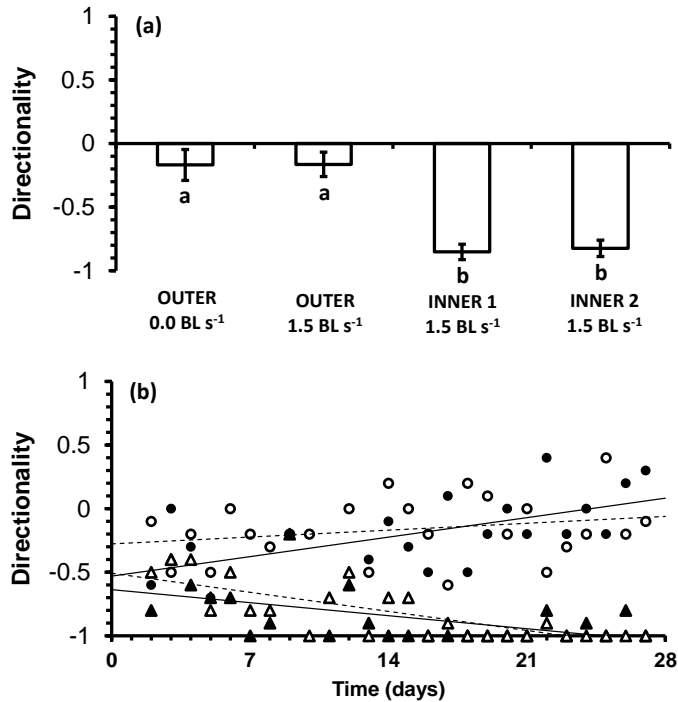 (a)
1
0.5
0
-0.5
-1
Directionality
a
a
b
b
OUTER
0.0 BL s⁻¹
OUTER
1.5 BL s⁻¹
INNER 1
1.5 BL s⁻¹
INNER 2
1.5 BL s⁻¹
(b)
1
0.5
0
-0.5
-1
Directionality
0 7 14 21 28
Time (days)